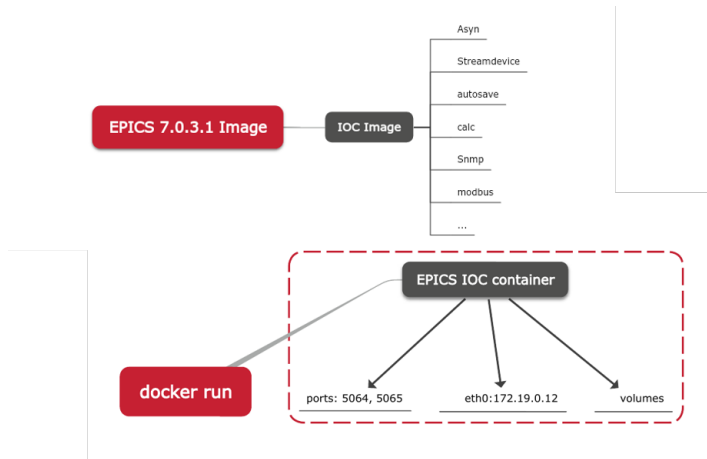 Asyn
Streamdevice
autosave
EPICS 7.0.3.1 Image
IOC Image
calc
Snmp
modbus
...
EPICS IOC container
docker run
ports: 5064, 5065
eth0:172.19.0.12
volumes